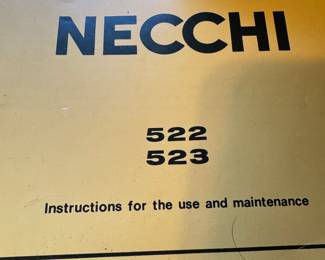 NECCHI
522
523
Instructions for the use and maintenance